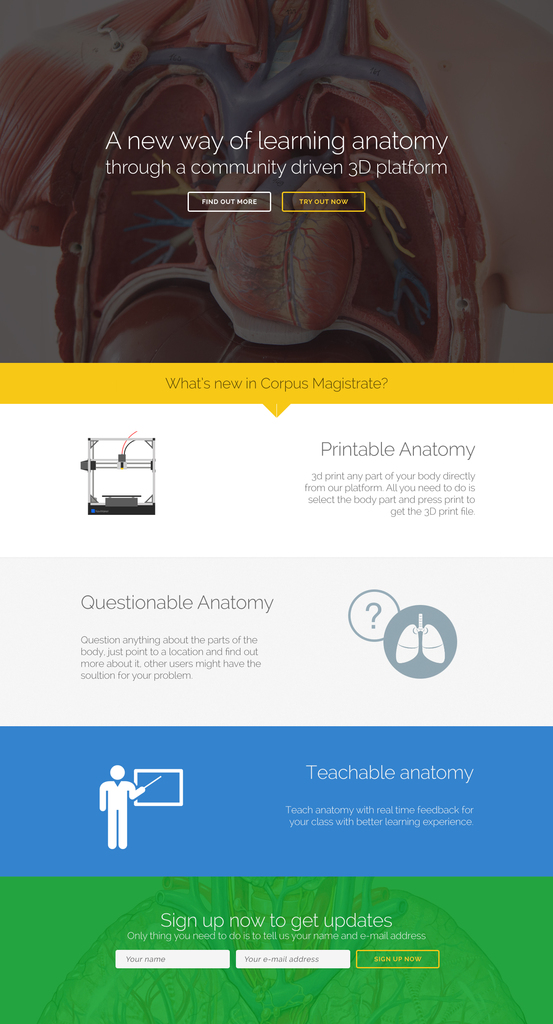 A new way of learning anatomy
through a community driven 3D platform
FIND OUT MORE
TRY OUT NOW
What's new in Corpus Magistrate?
Printable Anatomy
3d print any part of your body directly
from our platform. All you need to do is
select the body part and press print to
get the 3D print file.
Questionable Anatomy
Question anything about the parts of the
body, just point to a location and find out
more about it, other users might have the
soultion for your problem.
?
Teachable anatomy
Teach anatomy with real time feedback for
your class with better learning experience.
Sign up now to get updates
Only thing you need to do is to tell us your name and e-mail address
Your name
Your e-mail address
SIGN UP NOW